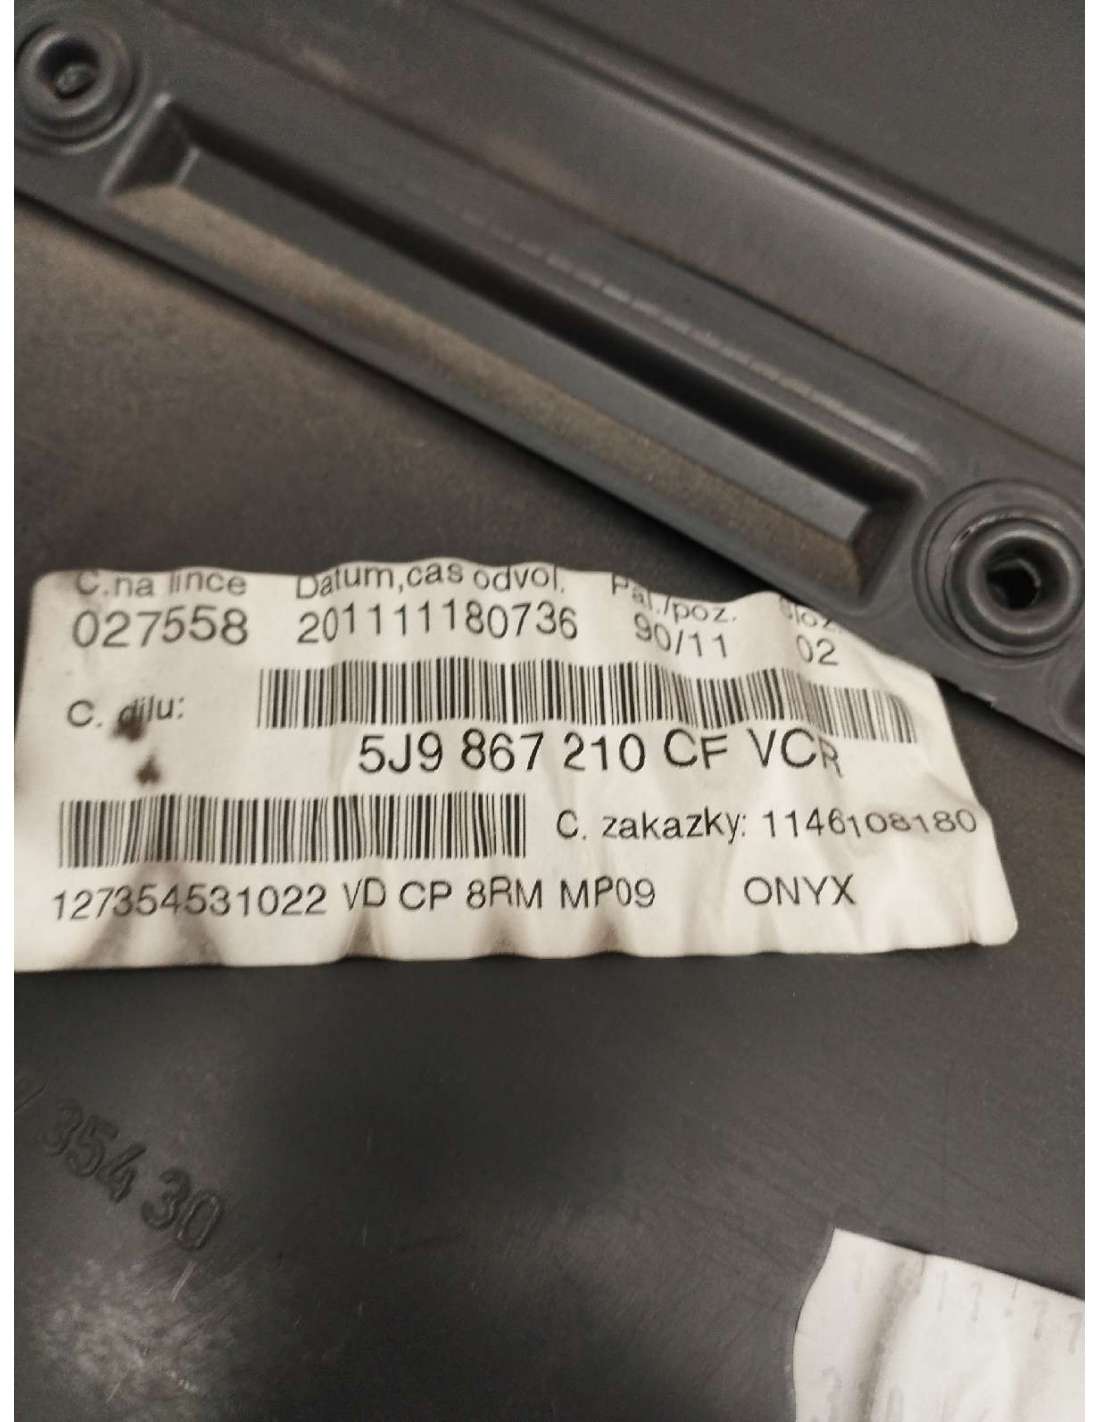 C.na lince Datum,cas odvol. Pal./poz. Sloz.
027558 201111180736 90/11 02
C. dilu:
5J9 867 210 CF VCR
C. zakazky: 1146108180
127354531022 VD CP 8RM MP09 ONYX
354 30